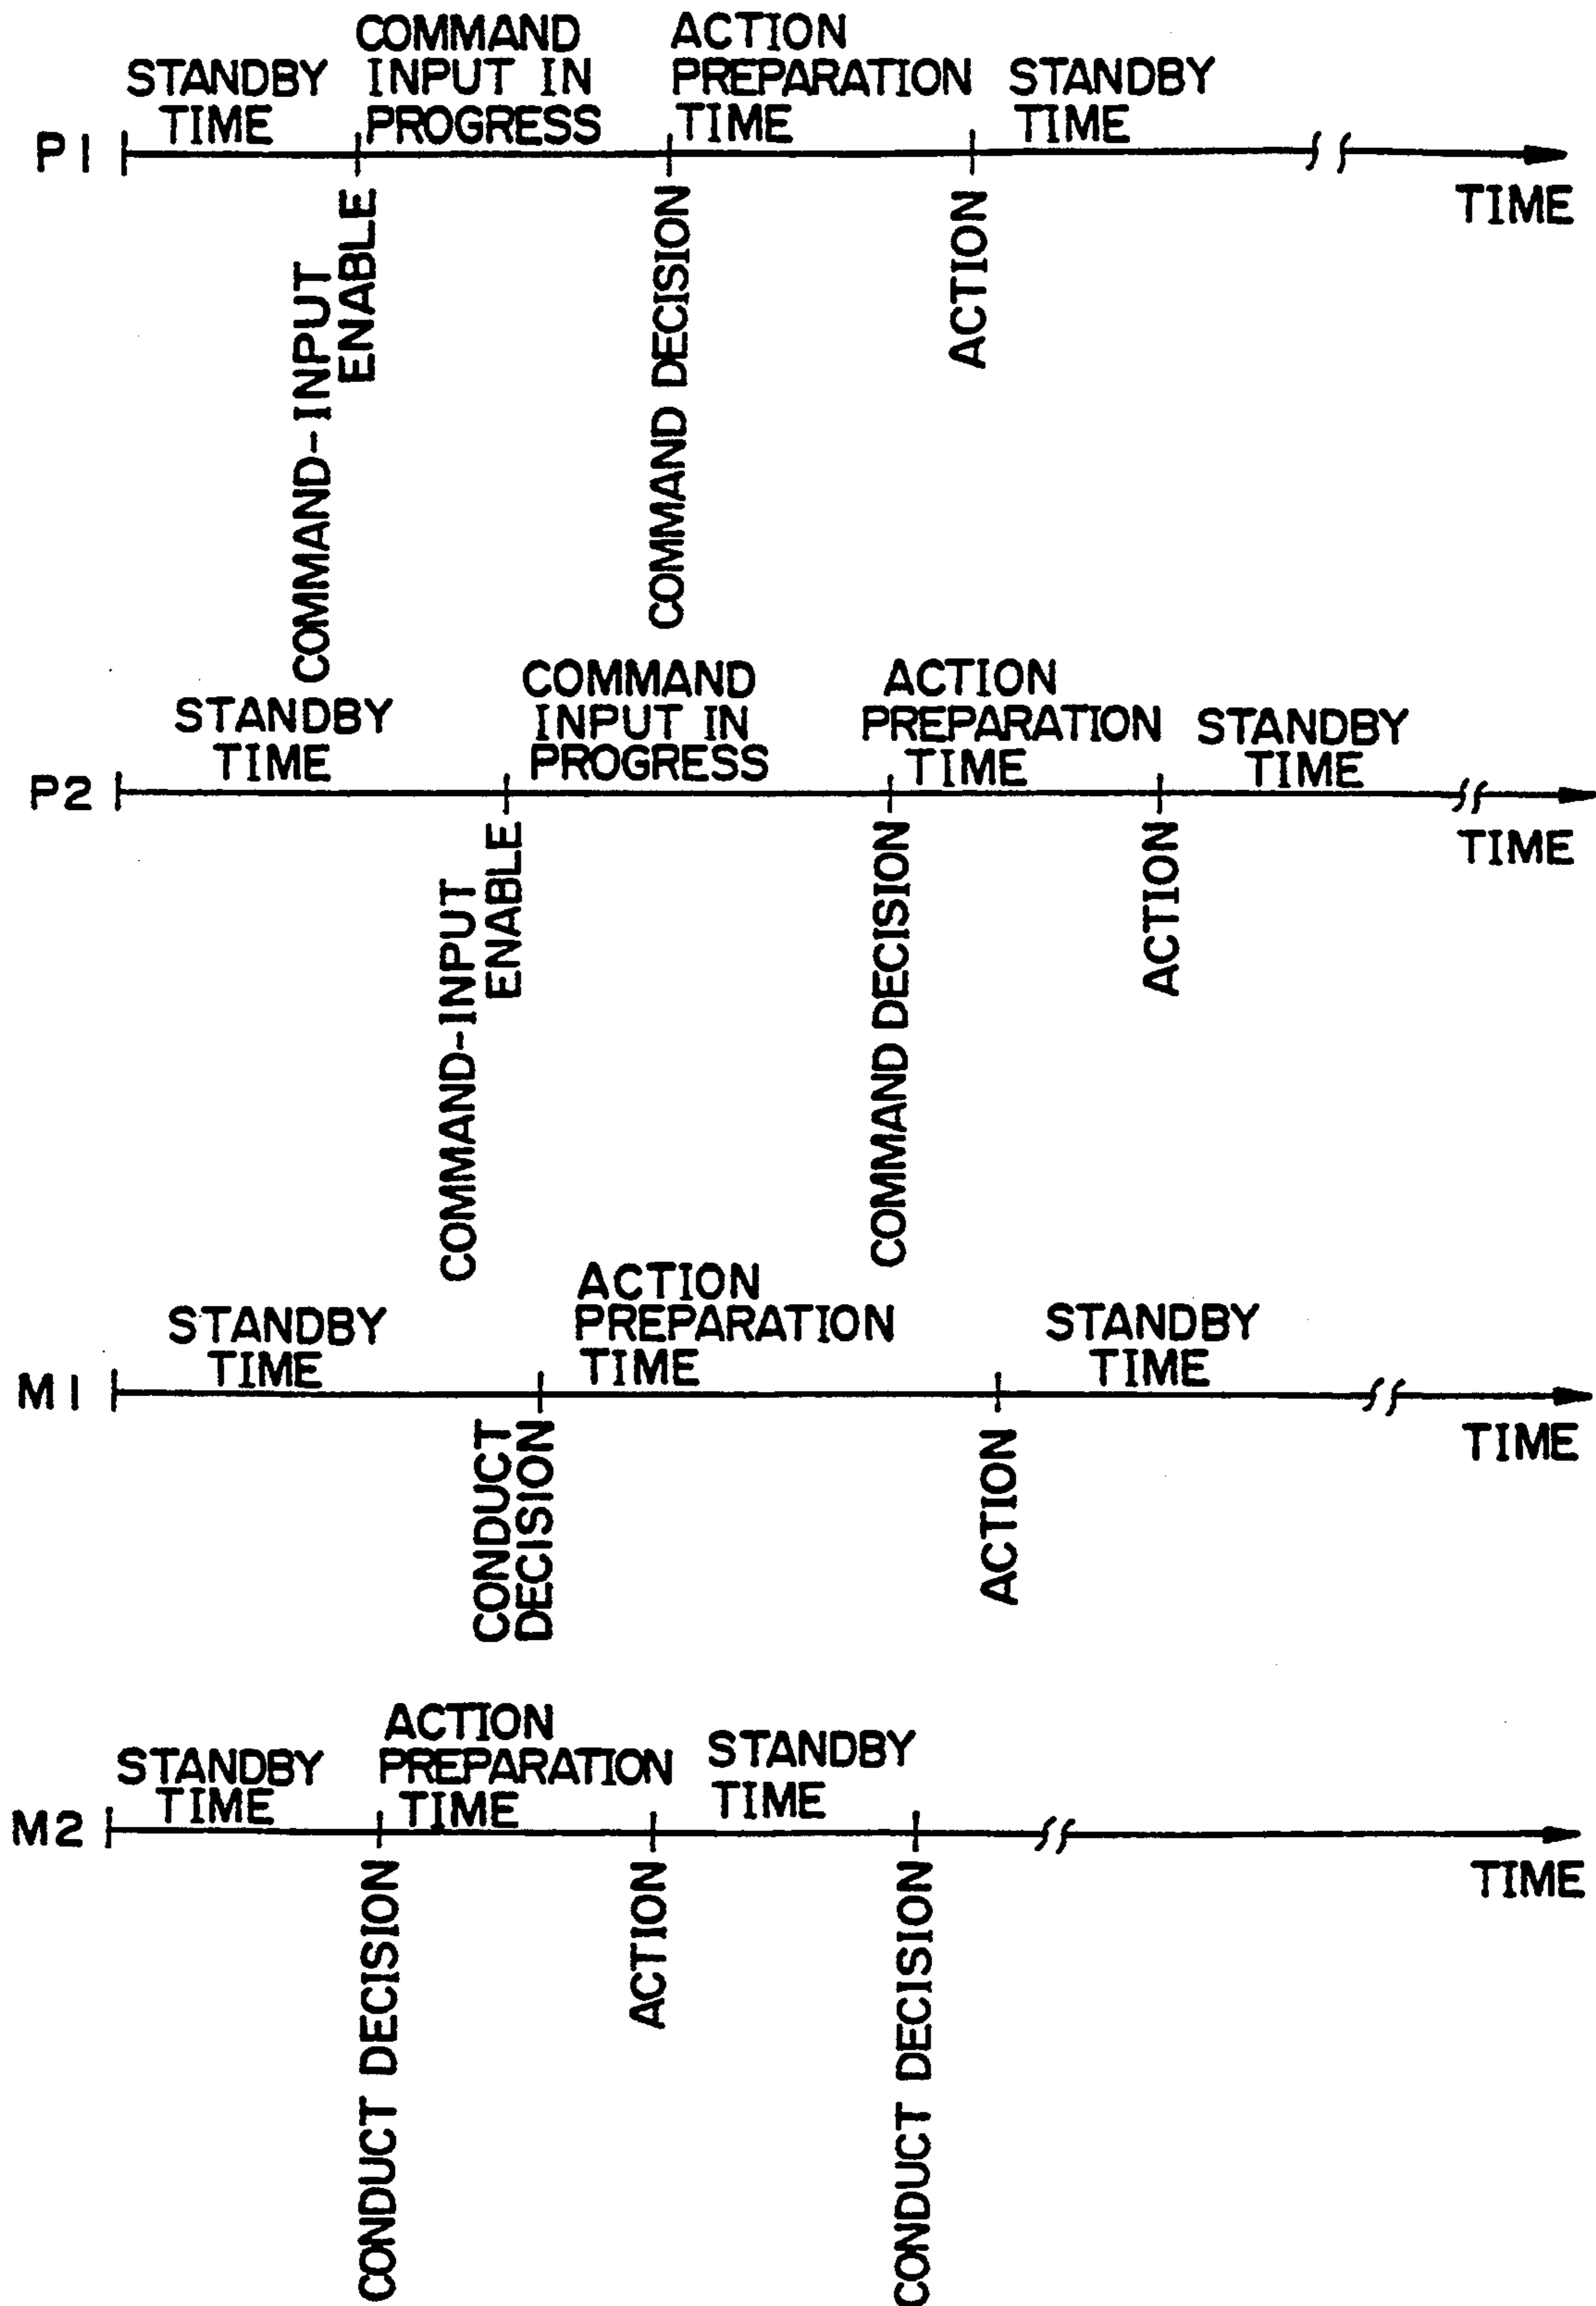 COMMAND
INPUT IN
PROGRESS
ACTION
PREPARATION
TIME
STANDBY
TIME
STANDBY
TIME
P1
TIME
COMMAND-INPUT
ENABLE
COMMAND DECISION
ACTION
STANDBY
TIME
COMMAND
INPUT IN
PROGRESS
ACTION
PREPARATION
TIME
STANDBY
TIME
P2
TIME
COMMAND-INPUT
ENABLE
COMMAND DECISION
ACTION
STANDBY
TIME
ACTION
PREPARATION
TIME
STANDBY
TIME
M1
TIME
CONDUCT
DECISION
ACTION
STANDBY
TIME
ACTION
PREPARATION
TIME
STANDBY
TIME
M2
TIME
CONDUCT DECISION
ACTION
CONDUCT DECISION